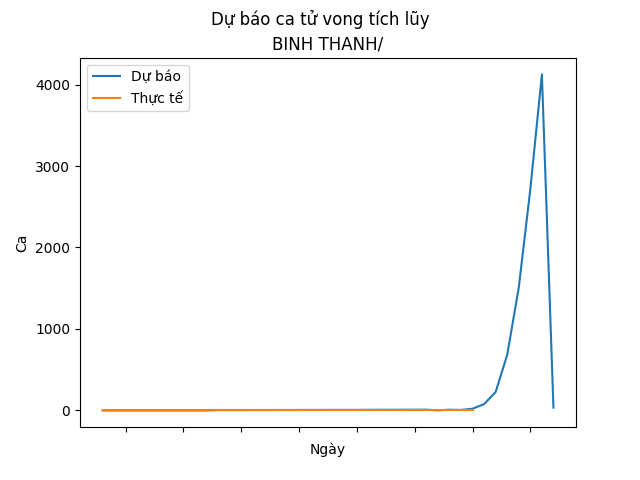 Dự báo ca tử vong tích lũy
BINH THANH/
Dự báo
Thực tế
4000
3000
2000
1000
0
Ca
Ngày